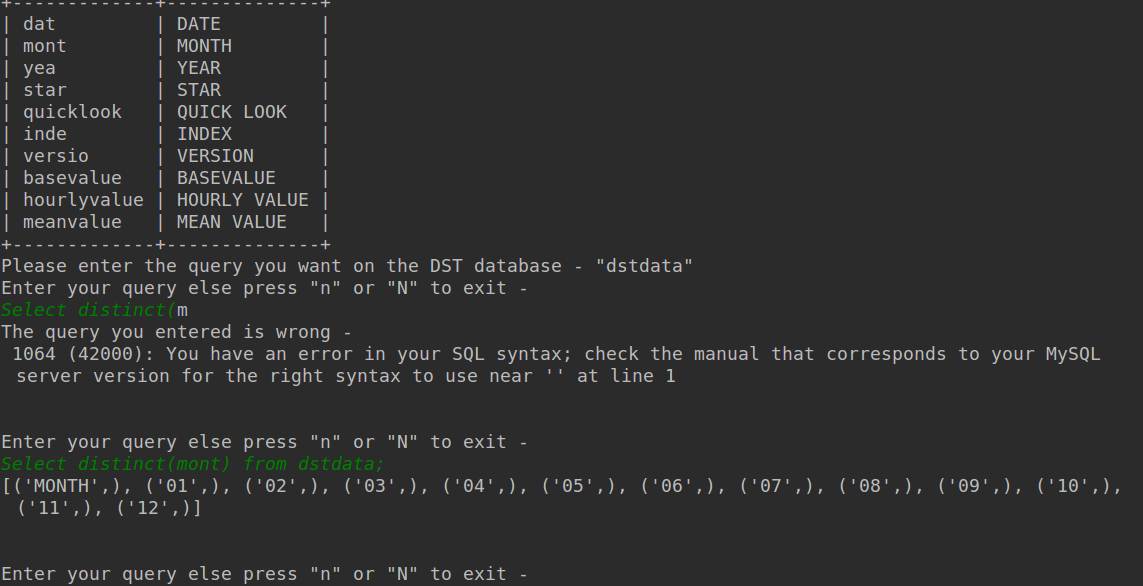 +-------------+--------------+
| dat         | DATE         |
| mont        | MONTH        |
| yea         | YEAR         |
| star        | STAR         |
| quicklook   | QUICK LOOK   |
| inde        | INDEX        |
| versio      | VERSION      |
| basevalue   | BASEVALUE    |
| hourlyvalue | HOURLY VALUE |
| meanvalue   | MEAN VALUE   |
+-------------+--------------+
Please enter the query you want on the DST database - "dstdata"
Enter your query else press "n" or "N" to exit -
Select distinct(m
The query you entered is wrong -
1064 (42000): You have an error in your SQL syntax; check the manual that corresponds to your MySQL
server version for the right syntax to use near '' at line 1
Enter your query else press "n" or "N" to exit -
Select distinct(mont) from dstdata;
[('MONTH',), ('01',), ('02',), ('03',), ('04',), ('05',), ('06',), ('07',), ('08',), ('09',), ('10',),
('11',), ('12',)]
Enter your query else press "n" or "N" to exit -